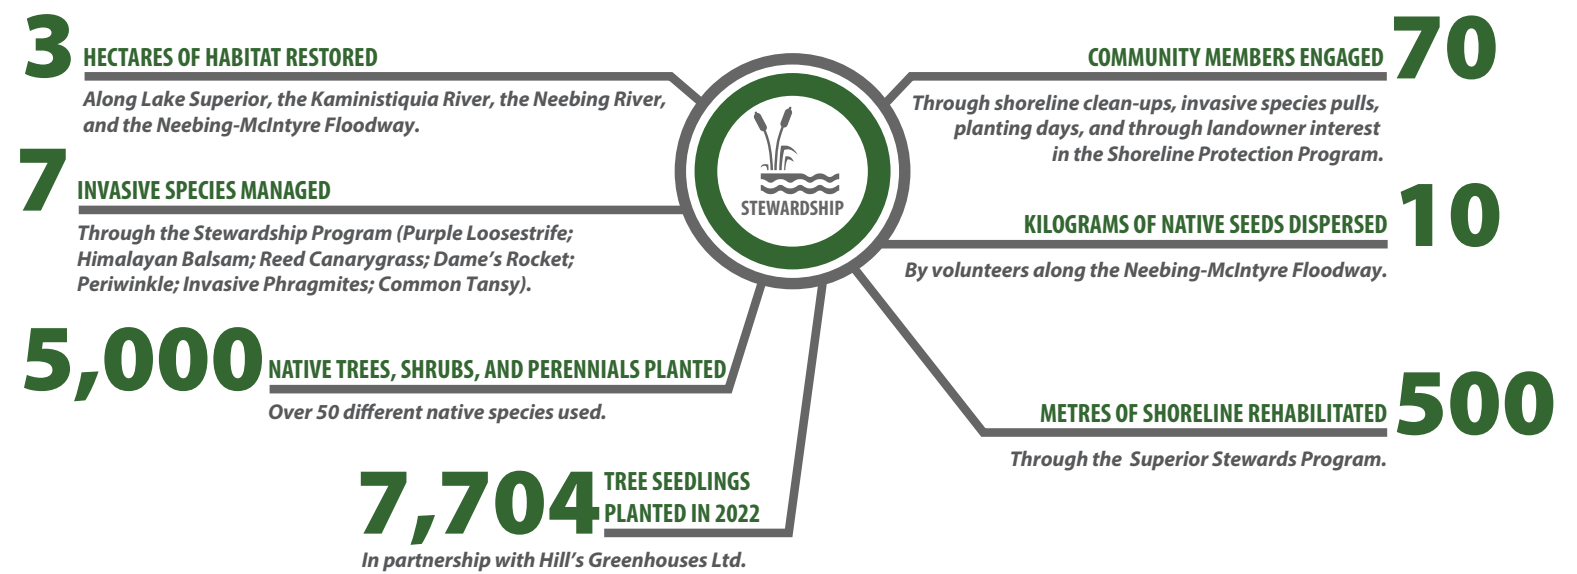 3 HECTARES OF HABITAT RESTORED
Along Lake Superior, the Kaministiquia River, the Neebing River,
and the Neebing-McIntyre Floodway.
7 INVASIVE SPECIES MANAGED
Through the Stewardship Program (Purple Loosestrife;
Himalayan Balsam; Reed Canarygrass; Dame's Rocket;
Periwinkle; Invasive Phragmites; Common Tansy).
5,000 NATIVE TREES, SHRUBS, AND PERENNIALS PLANTED
Over 50 different native species used.
7,704 TREE SEEDLINGS
PLANTED IN 2022
In partnership with Hill's Greenhouses Ltd.
STEWARDSHIP
COMMUNITY MEMBERS ENGAGED 70
Through shoreline clean-ups, invasive species pulls,
planting days, and through landowner interest
in the Shoreline Protection Program.
KILOGRAMS OF NATIVE SEEDS DISPERSED 10
By volunteers along the Neebing-McIntyre Floodway.
METRES OF SHORELINE REHABILITATED 500
Through the Superior Stewards Program.